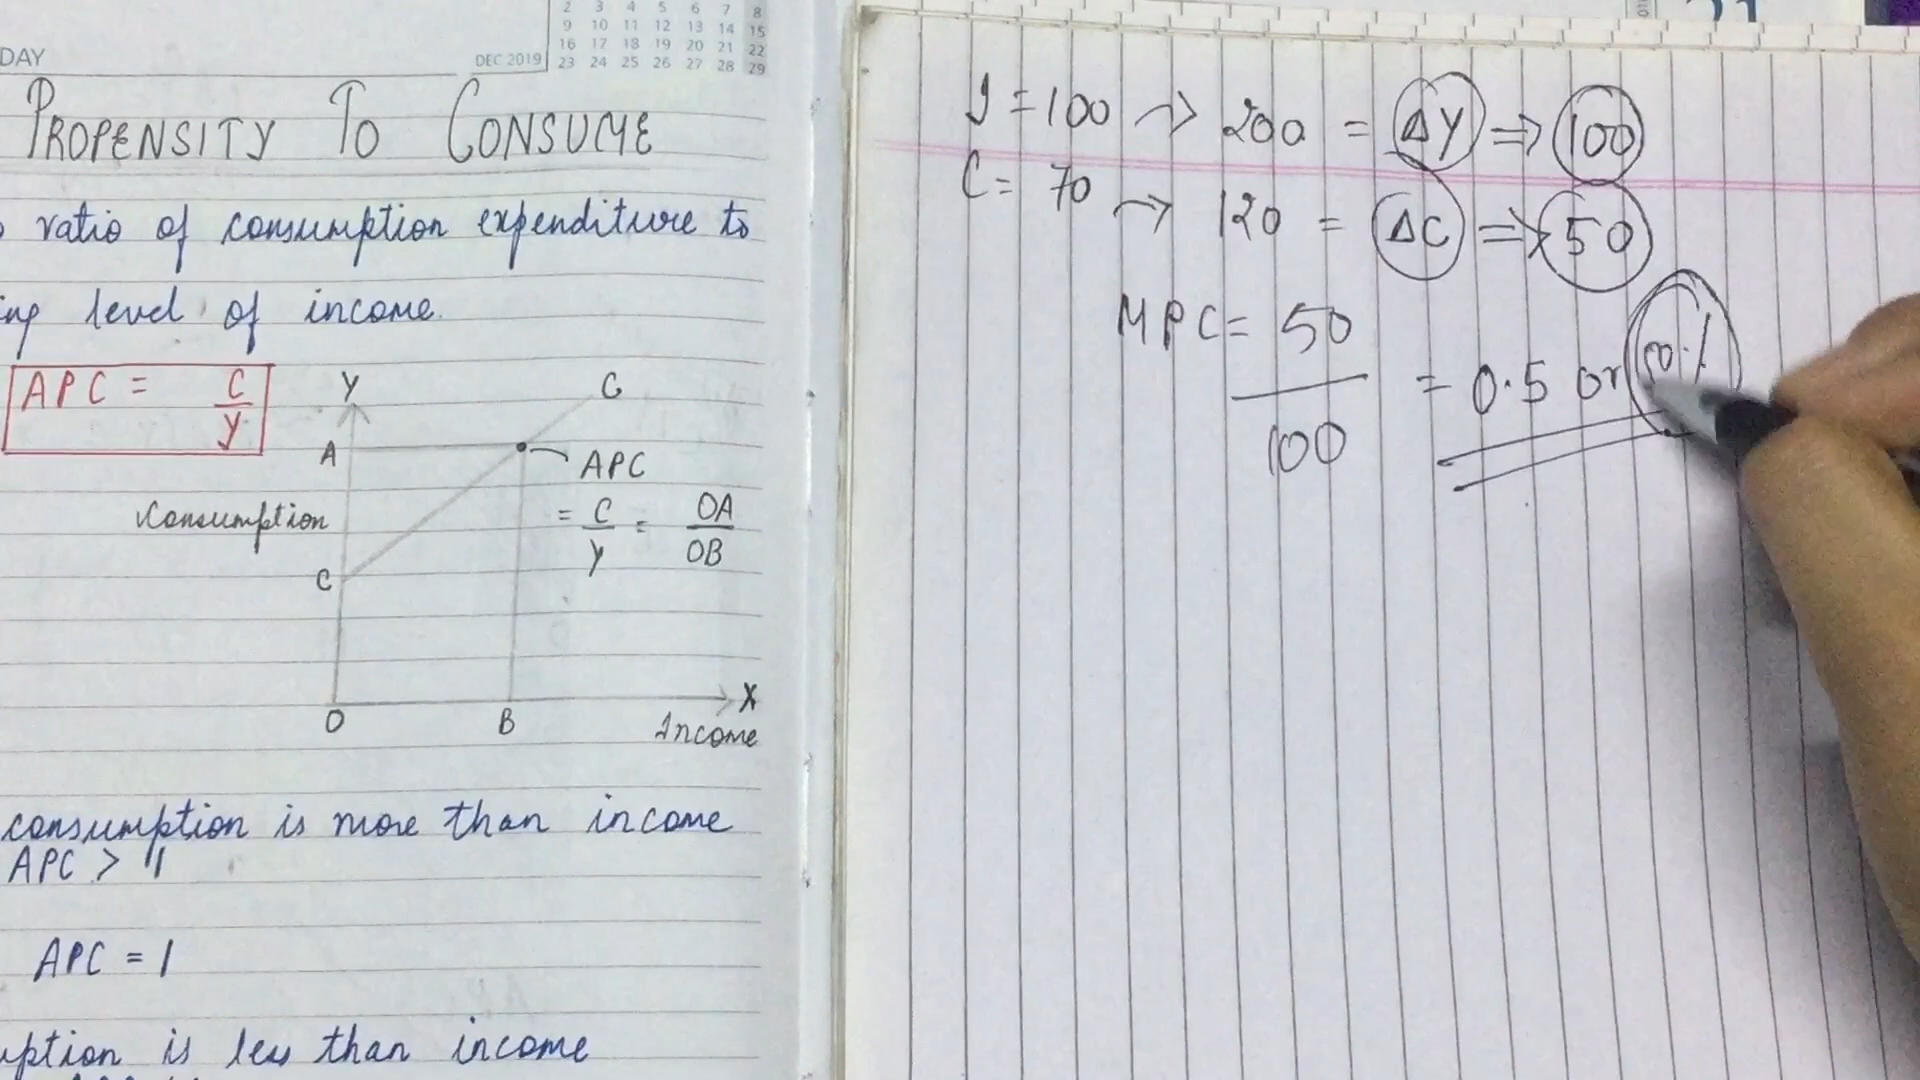 DAY
DEC 2019
2 3 4 5 6 7 8
9 10 11 12 13 14 15
16 17 18 19 20 21 22
23 24 25 26 27 28 29
PROPENSITY TO CONSUME
ratio of consumption expenditure to
level of income.
APC = C/Y
Y
C
A
APC
= C/Y = OA/OB
Consumption
C
O
B
X
Income
consumption is more than income
APC > 1
APC = 1
ption is less than income
I = 100 → 200 = ΔY ⇒ 100
C = 70 → 120 = ΔC ⇒ 50
MPC = 50/100 = 0.5 or 50%